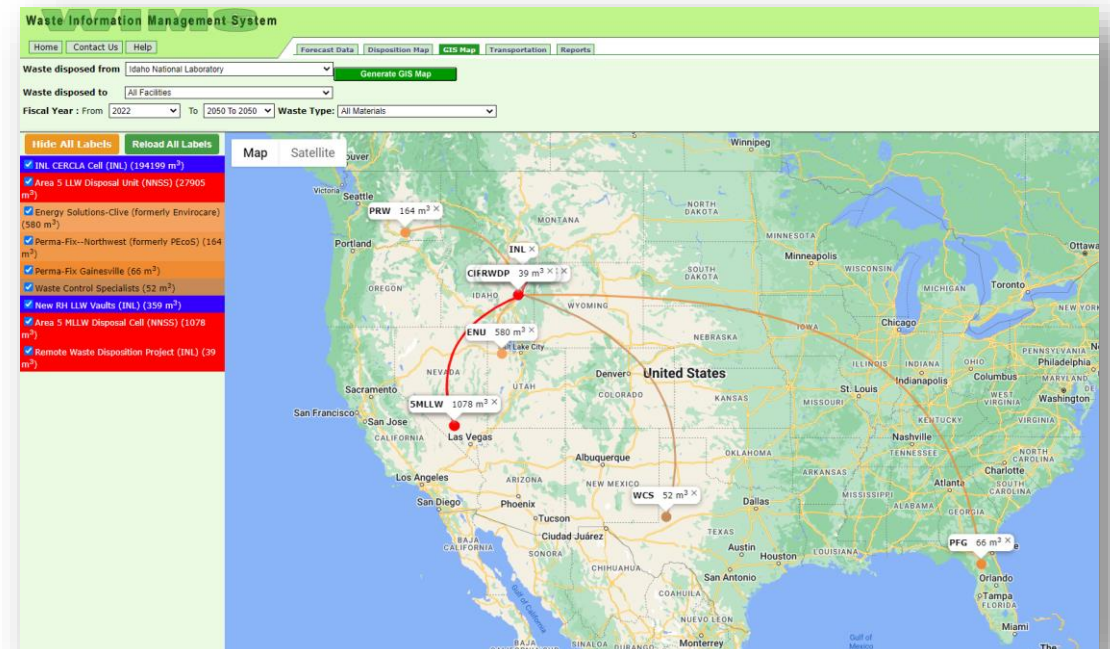 Waste Information Management System
WIMS
Home Contact Us Help
Forecast Data Disposition Map GIS Map Transportation Reports
Waste disposed from Idaho National Laboratory Generate GIS Map
Waste disposed to All Facilities
Fiscal Year : From 2022 To 2050 To 2050 Waste Type: All Materials
Hide All Labels Reload All Labels
INL CERCLA Cell (INL) (194199 m³)
Area 5 LLW Disposal Unit (NNSS) (27905
m³)
Energy Solutions-Clive (formerly Envirocare)
(580 m³)
Perma-Fix--Northwest (formerly PEcoS) (164
m³)
Perma-Fix Gainesville (66 m³)
Waste Control Specialists (52 m³)
New RH LLW Vaults (INL) (359 m³)
Area 5 MLLW Disposal Cell (NNSS) (1078
m³)
Remote Waste Disposition Project (INL) (39
m³)
Map Satellite
Winnipeg
Victoria
Seattle
PRW 164 m³ ×
NORTH
DAKOTA
MONTANA
MINNESOTA
Ottawa
Portland
INL ×
Minneapolis
WISCONSIN
CIFRWDP 39 m³ ×
SOUTH
DAKOTA
MICHIGAN
Toronto
OREGON
IDAHO
WYOMING
NEW YORK
IOWA
Chicago
ENU 580 m³ ×
NEBRASKA
Lake City
PENNSYLVANIA
ILLINOIS
INDIANA
OHIO
Philadelphia
NEVADA
Denver
United States
Indianapolis
Columbus
MARYLAND
Sacramento
UTAH
COLORADO
KANSAS
St. Louis
MISSOURI
WEST
VIRGINIA
Washington
DE
5MLLW 1078 m³ ×
San Francisco
San Jose
KENTUCKY
VIRGINIA
CALIFORNIA
Las Vegas
Nashville
Albuquerque
OKLAHOMA
TENNESSEE
NORTH
CAROLINA
Los Angeles
ARIZONA
NEW MEXICO
ARKANSAS
Charlotte
San Diego
Phoenix
WCS 52 m³ ×
Dallas
MISSISSIPPI
Atlanta
SOUTH
CAROLINA
Tucson
ALABAMA
GEORGIA
BAJA
CALIFORNIA
Ciudad Juárez
TEXAS
PFG 66 m³ ×
SONORA
Austin
Houston
LOUISIANA
CHIHUAHUA
San Antonio
Orlando
COAHUILA
Tampa
FLORIDA
Gulf of
California
NUEVO LEON
Miami
BAJA
SINALOA
DURANGO
Monterrey
Gulf of
Mexico
The